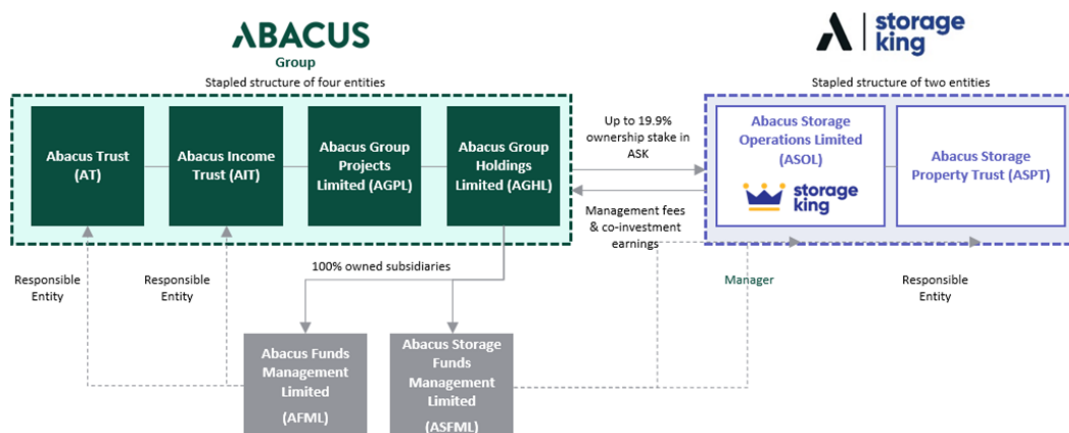 ABACUS
Group
Stapled structure of four entities
storage
king
Stapled structure of two entities
Abacus Trust
(AT)
Abacus Income
Trust (AIT)
Abacus Group
Projects
Limited (AGPL)
Abacus Group
Holdings
Limited (AGHL)
Up to 19.9%
ownership stake in
ASK
Management fees
& co-investment
earnings
Abacus Storage
Operations Limited
(ASOL)
storage
king
Abacus Storage
Property Trust (ASPT)
Responsible
Entity
Responsible
Entity
100% owned subsidiaries
Manager
Responsible
Entity
Abacus Funds
Management
Limited
(AFML)
Abacus Storage
Funds
Management
Limited
(ASFML)